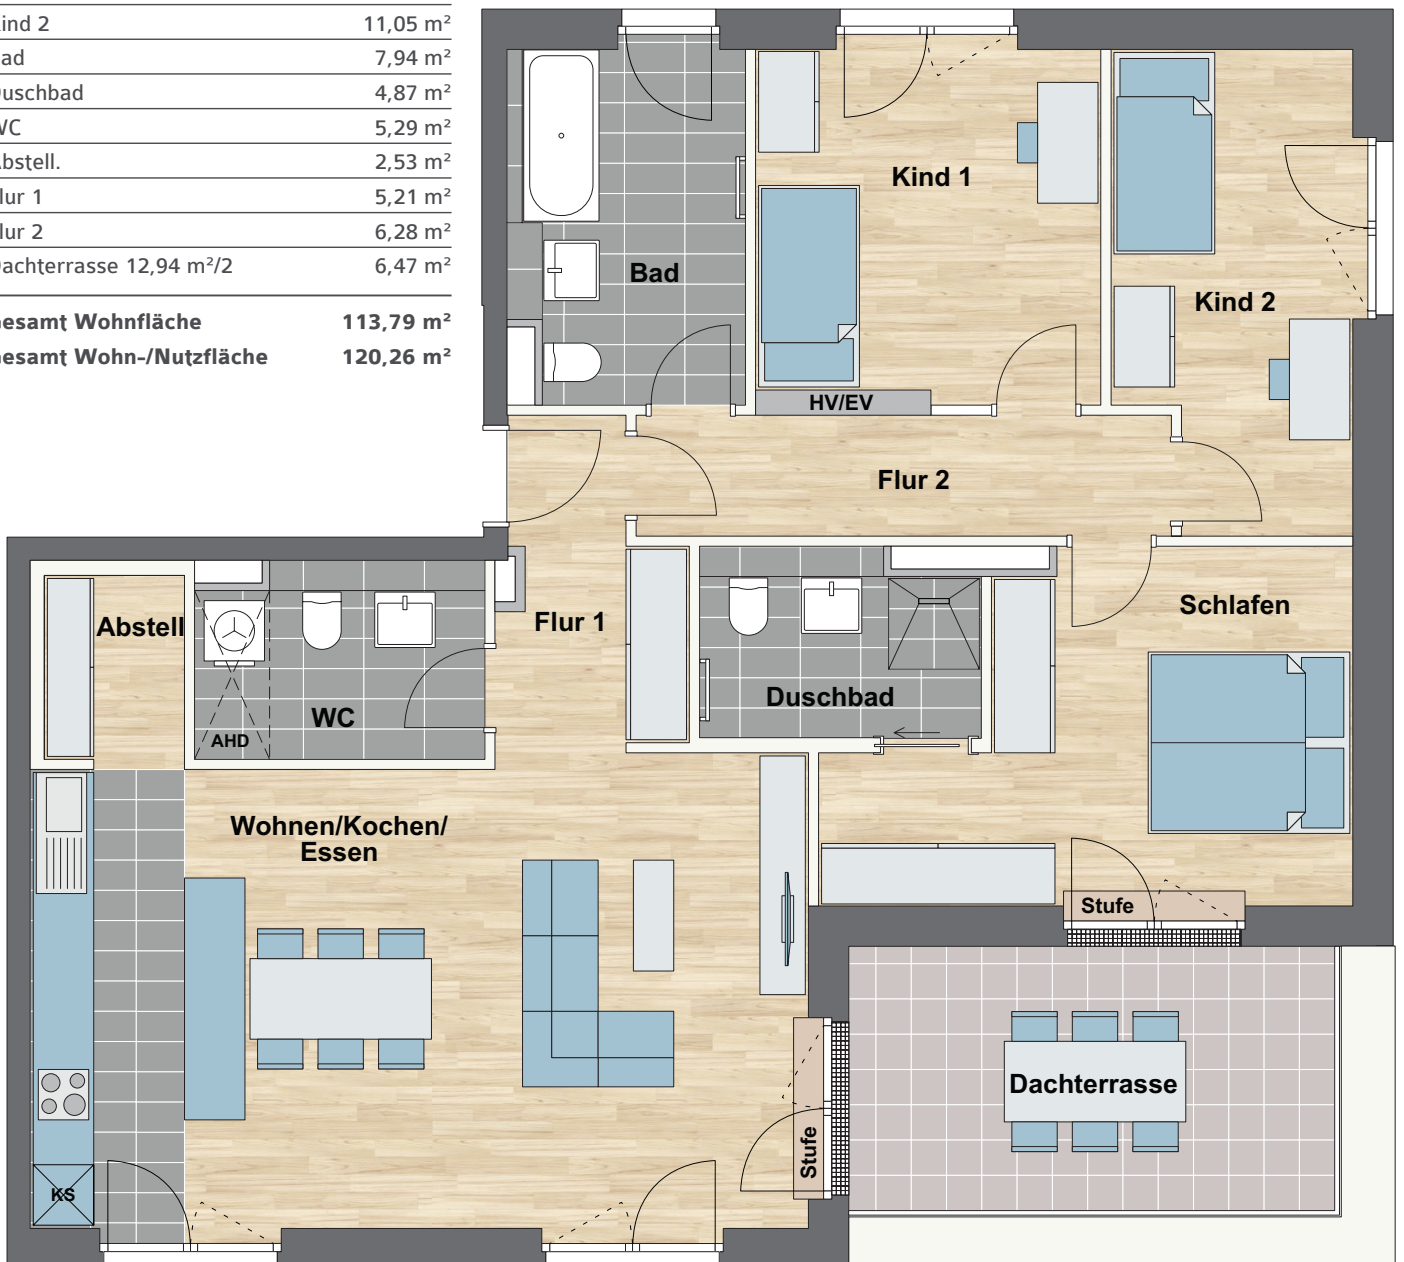 ind 2 11,05 m²
ad 7,94 m²
uschbad 4,87 m²
WC 5,29 m²
bstell. 2,53 m²
lur 1 5,21 m²
lur 2 6,28 m²
achterrasse 12,94 m²/2 6,47 m²
esamt Wohnfläche 113,79 m²
esamt Wohn-/Nutzfläche 120,26 m²
Kind 1
Bad
Kind 2
HV/EV
Flur 2
Schlafen
Abstell
Flur 1
Duschbad
WC
AHD
Wohnen/Kochen/
Essen
Stufe
Dachterrasse
Stufe
KS